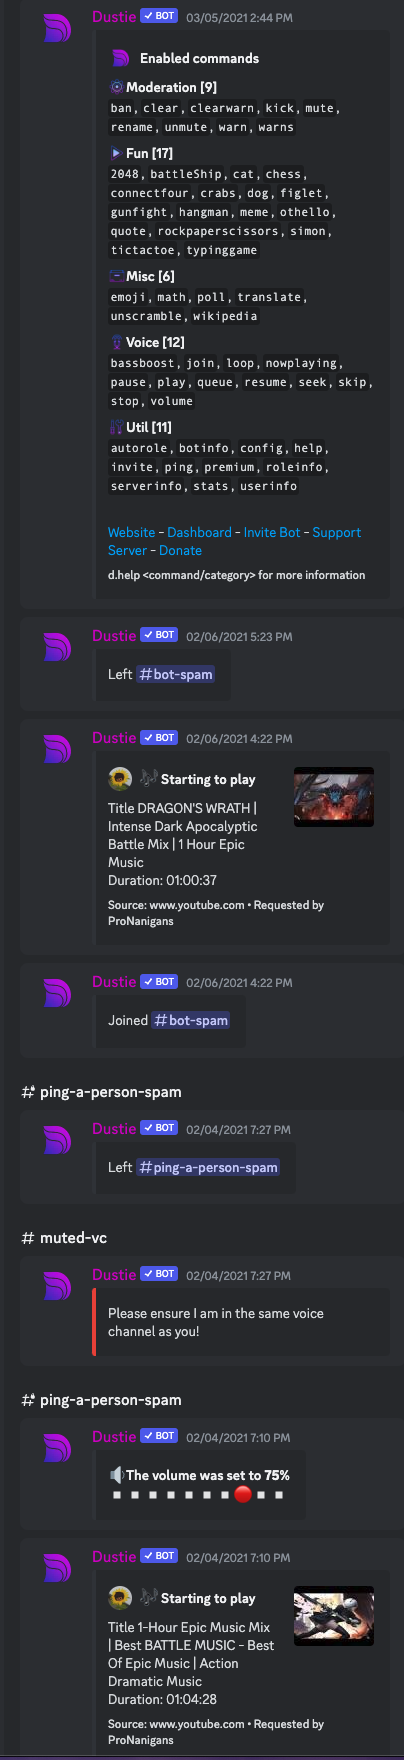 Dustie ✓ BOT 03/05/2021 2:44 PM
Enabled commands
Moderation [9]
ban, clear, clearwarn, kick, mute,
rename, unmute, warn, warns
Fun [17]
2048, battleShip, cat, chess,
connectfour, crabs, dog, figlet,
gunfight, hangman, meme, othello,
quote, rockpaperscissors, simon,
tictactoe, typinggame
Misc [6]
emoji, math, poll, translate,
unscramble, wikipedia
Voice [12]
bassboost, join, loop, nowplaying,
pause, play, queue, resume, seek, skip,
stop, volume
Util [11]
autorole, botinfo, config, help,
invite, ping, premium, roleinfo,
serverinfo, stats, userinfo
Website - Dashboard - Invite Bot - Support
Server - Donate
d.help <command/category> for more information
Dustie ✓ BOT 02/06/2021 5:23 PM
Left #bot-spam
Dustie ✓ BOT 02/06/2021 4:22 PM
Starting to play
Title DRAGON'S WRATH |
Intense Dark Apocalyptic
Battle Mix | 1 Hour Epic
Music
Duration: 01:00:37
Source: www.youtube.com • Requested by
ProNanigans
Dustie ✓ BOT 02/06/2021 4:22 PM
Joined #bot-spam
# ping-a-person-spam
Dustie ✓ BOT 02/04/2021 7:27 PM
Left #ping-a-person-spam
# muted-vc
Dustie ✓ BOT 02/04/2021 7:27 PM
Please ensure I am in the same voice
channel as you!
# ping-a-person-spam
Dustie ✓ BOT 02/04/2021 7:10 PM
The volume was set to 75%
Dustie ✓ BOT 02/04/2021 7:10 PM
Starting to play
Title 1-Hour Epic Music Mix
| Best BATTLE MUSIC - Best
Of Epic Music | Action
Dramatic Music
Duration: 01:04:28
Source: www.youtube.com • Requested by
ProNanigans